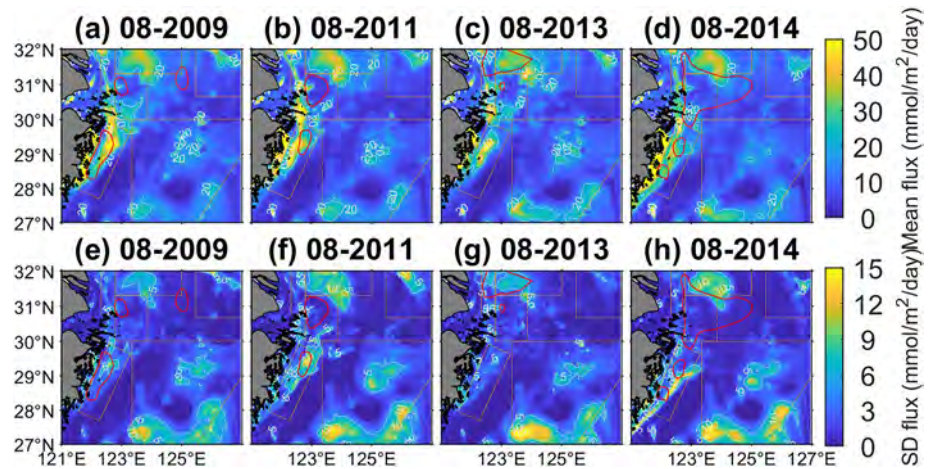 (a) 08-2009 (b) 08-2011 (c) 08-2013 (d) 08-2014
32°N
31°N
30°N
29°N
28°N
27°N
50
40
30
20
10
0
Mean flux (mmol/m²/day)
(e) 08-2009 (f) 08-2011 (g) 08-2013 (h) 08-2014
32°N
31°N
30°N
29°N
28°N
27°N
121°E 123°E 125°E 123°E 125°E 123°E 125°E 123°E 125°E 127°E
15
12
9
6
3
0
SD flux (mmol/m²/day)